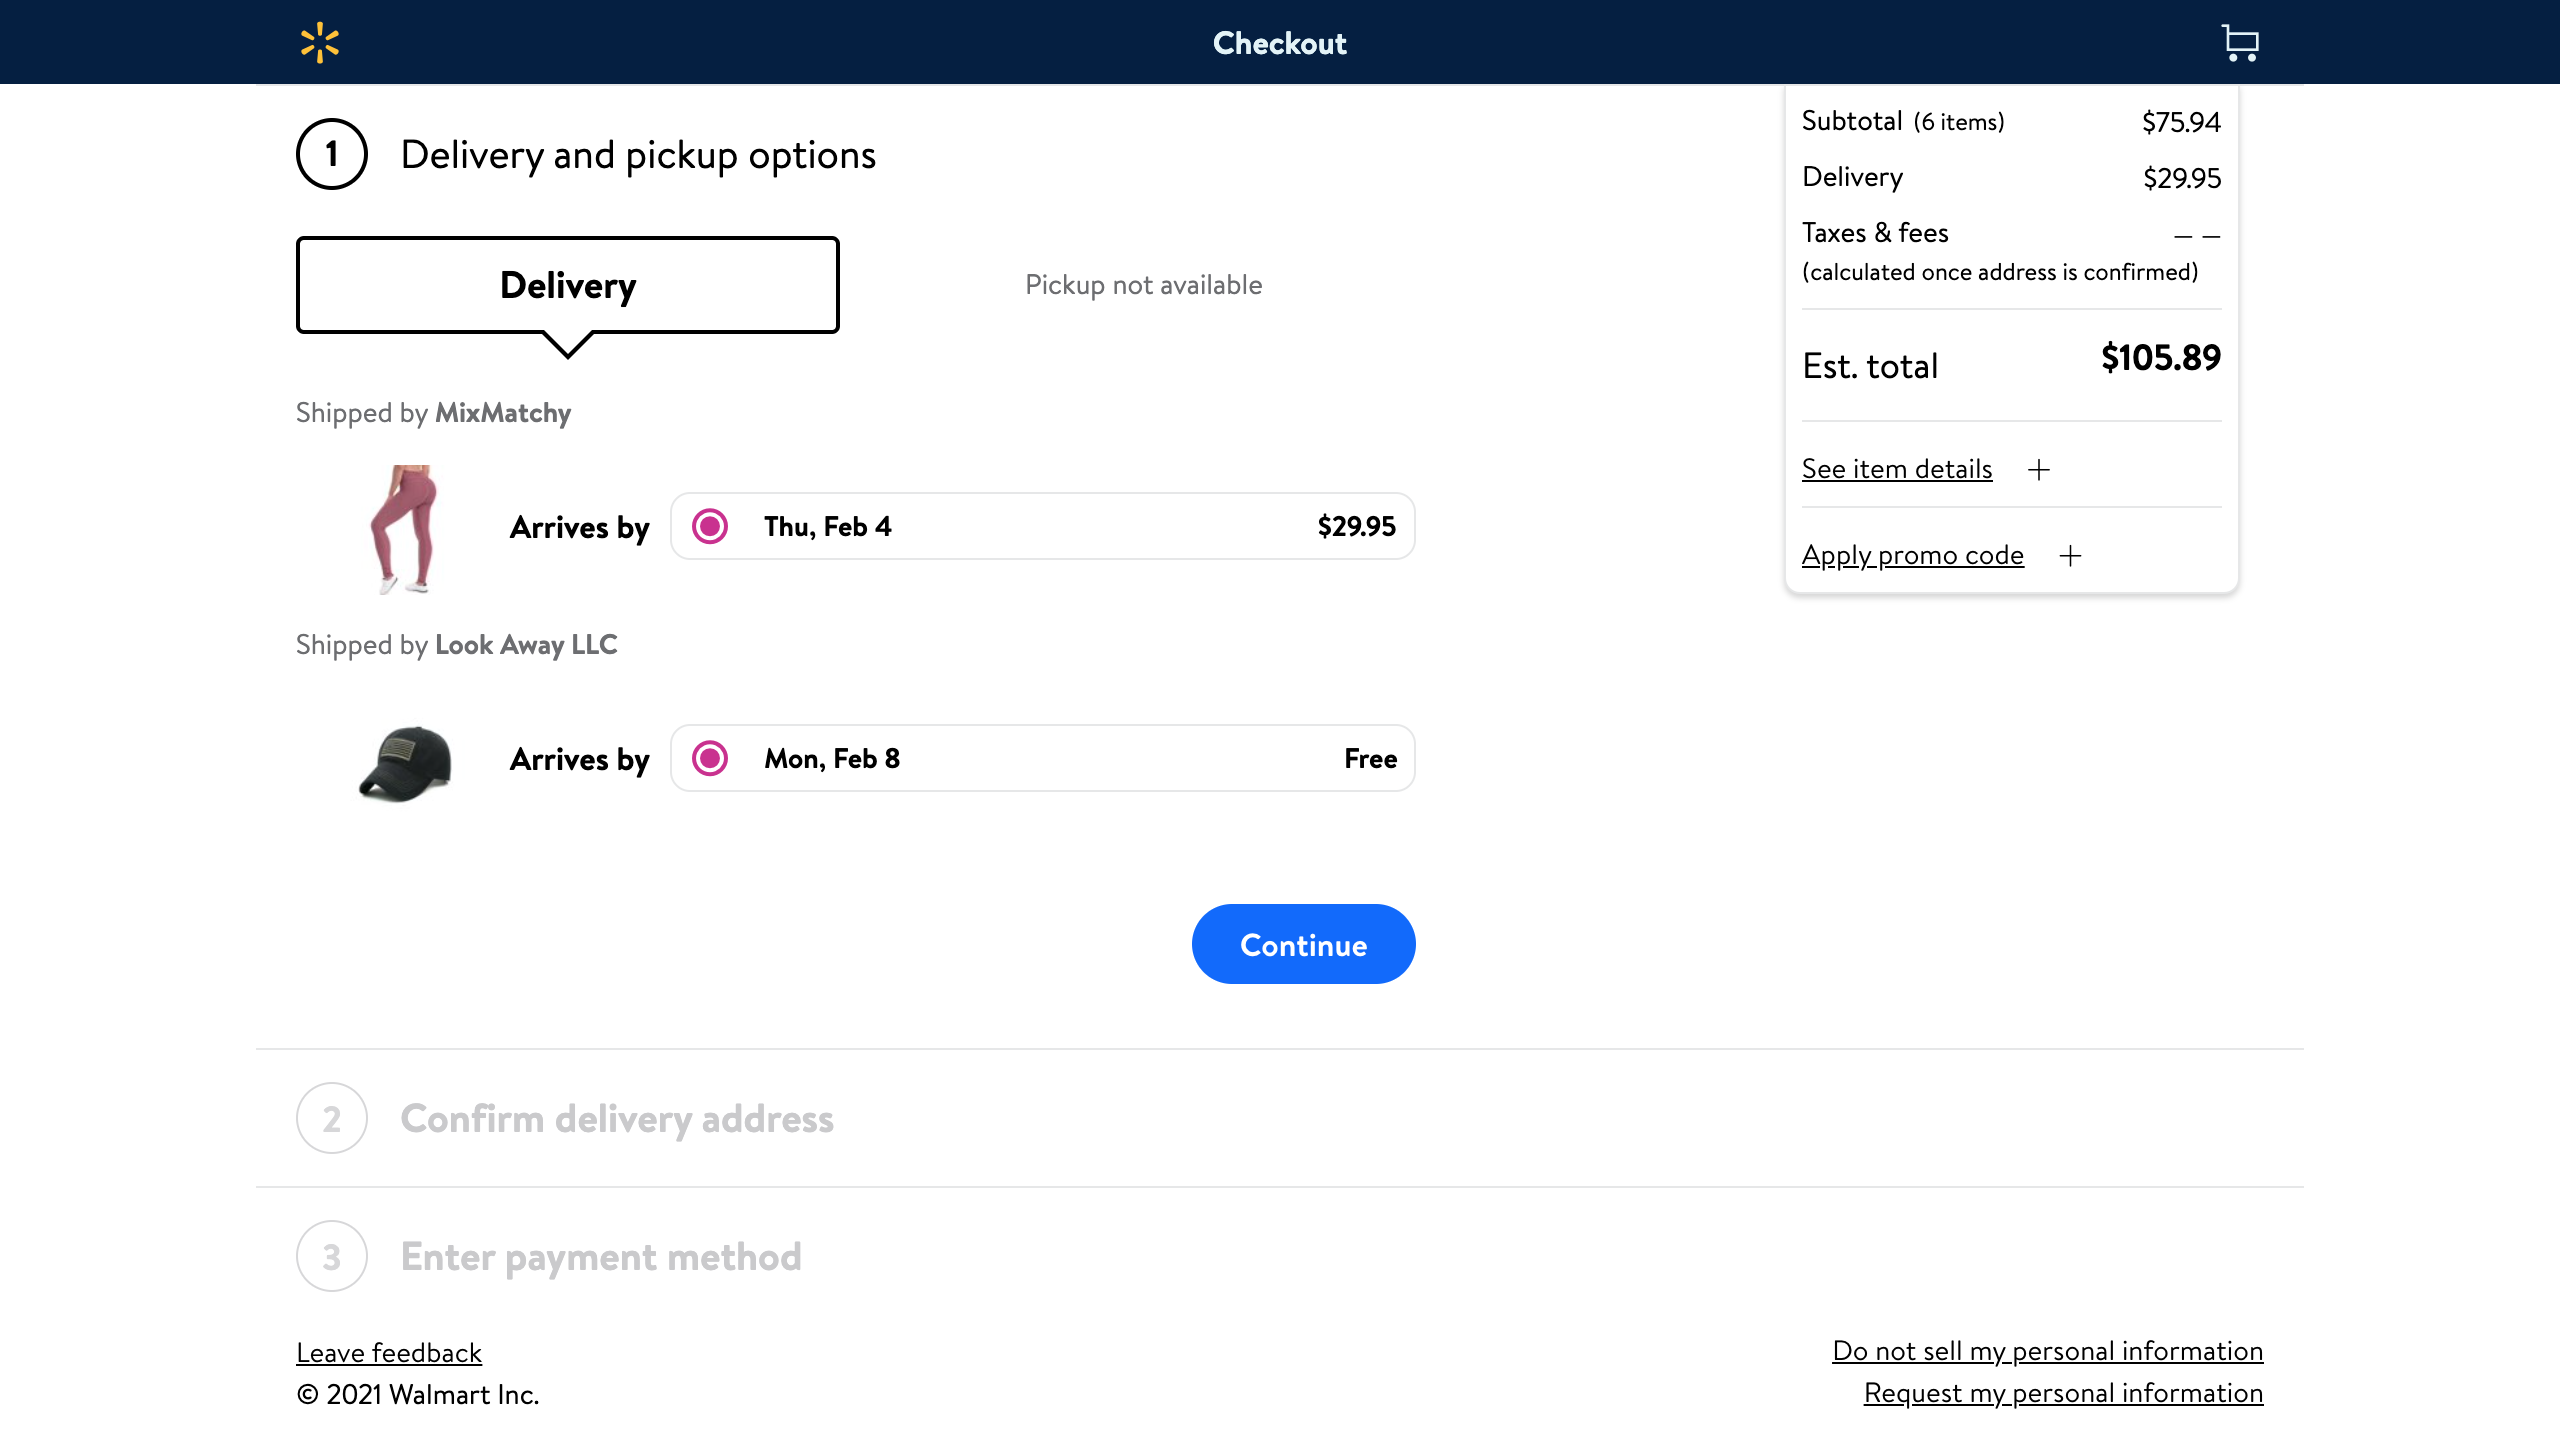 Checkout
1 Delivery and pickup options
Delivery
Pickup not available
Shipped by MixMatchy
Arrives by Thu, Feb 4 $29.95
Shipped by Look Away LLC
Arrives by Mon, Feb 8 Free
Continue
Subtotal (6 items) $75.94
Delivery $29.95
Taxes & fees — —
(calculated once address is confirmed)
Est. total $105.89
See item details +
Apply promo code +
2 Confirm delivery address
3 Enter payment method
Leave feedback
© 2021 Walmart Inc.
Do not sell my personal information
Request my personal information